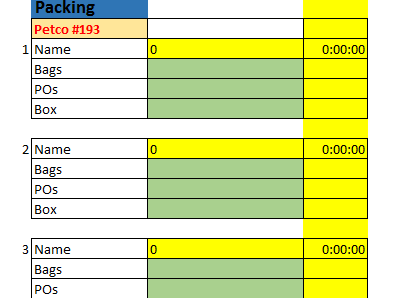 Packing
Petco #193
1 Name 0 0:00:00
Bags
POs
Box
2 Name 0 0:00:00
Bags
POs
Box
3 Name 0 0:00:00
Bags
POs